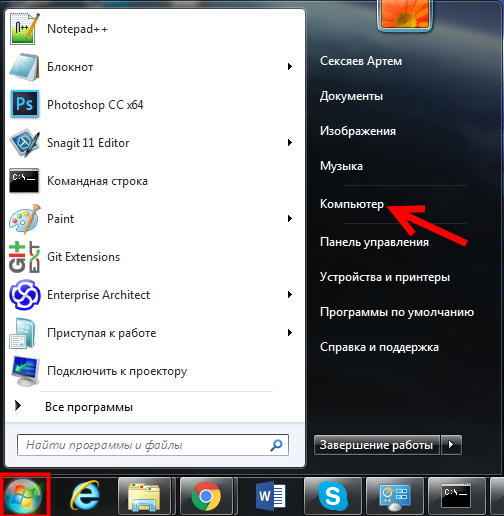 Notepad++
Блокнот
Photoshop CC x64
Snagit 11 Editor
Командная строка
Paint
Git Extensions
Enterprise Architect
Приступая к работе
Подключить к проектору
Все программы
Найти программы и файлы
Сексяев Артем
Документы
Изображения
Музыка
Компьютер
Панель управления
Устройства и принтеры
Программы по умолчанию
Справка и поддержка
Завершение работы